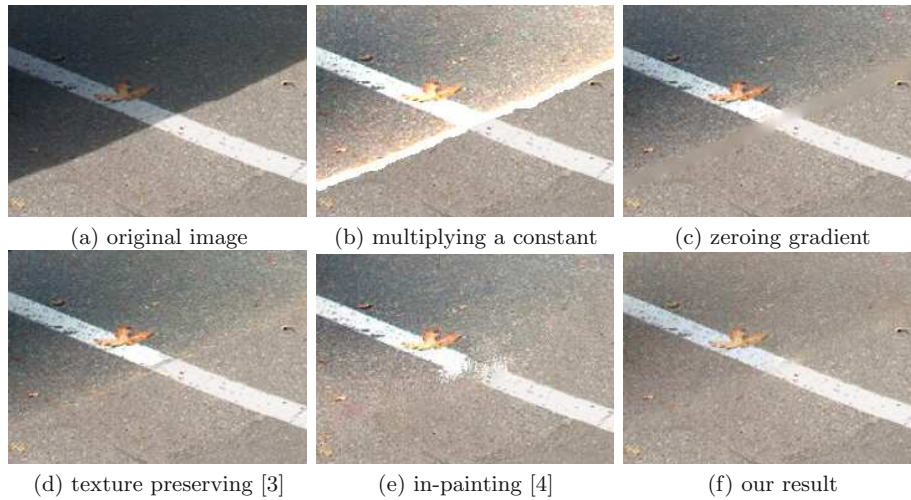 (a) original image
(b) multiplying a constant
(c) zeroing gradient
(d) texture preserving [3]
(e) in-painting [4]
(f) our result